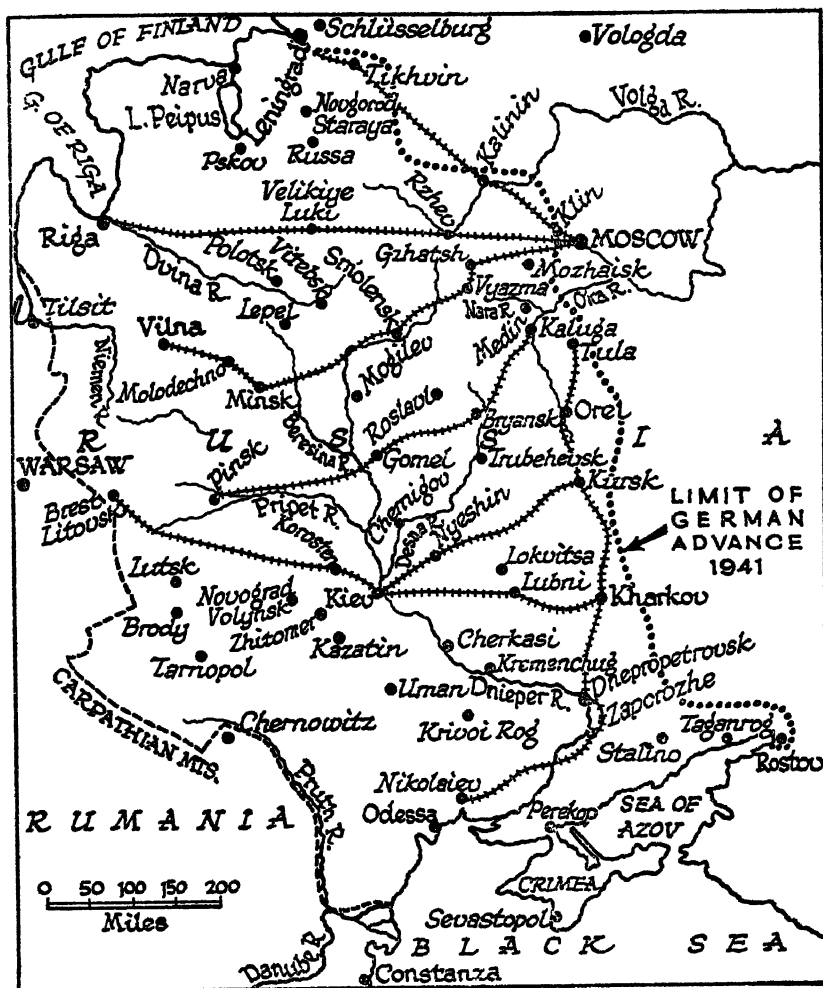 GULF OF FINLAND
Schlüsselburg
Vologda
Leningrad
Tikhvin
Narva
L. Peipus
G. OF RIGA
Novgorod
Staraya
Russa
Pskov
Kalinin
Volga R.
Rzhev
Klin
Velikiye
Luki
Riga
MOSCOW
Gzhatsh
Mozhaisk
Polotsk
Vitebsk
Smolensk
Dvina R.
Vyazma
Oka R.
Nara R.
Medin
Tilsit
Lepel
Vilna
Kaluga
Tula
Niemen R.
Molodechno
Mogilev
Minsk
Roslavl
Bryansk
Orel
R U S S I A
Beresina R.
WARSAW
Pinsk
Gomel
Trubehevsk
Kursk
Brest
Litovsk
Pripet R.
Chernigov
Desna R.
Nyeshin
LIMIT OF
GERMAN
ADVANCE
1941
Korosten
Lokvitsa
Lutsk
Lubni
Kiev
Kharkov
Novograd
Volynsk
Brody
Zhitomer
Kazatin
Cherkasi
Tarnopol
Kremenchug
Dnepropetrovsk
CARPATHIAN MTS.
Uman
Dnieper R.
Zaporozhe
Chernowitz
Krivoi Rog
Stalino
Taganrog
Rostov
Nikolaiev
Pruth R.
Odessa
Perekop
SEA OF
AZOV
RUMANIA
CRIMEA
0 50 100 150 200
Miles
Sevastopol
BLACK SEA
Danube R.
Constanza